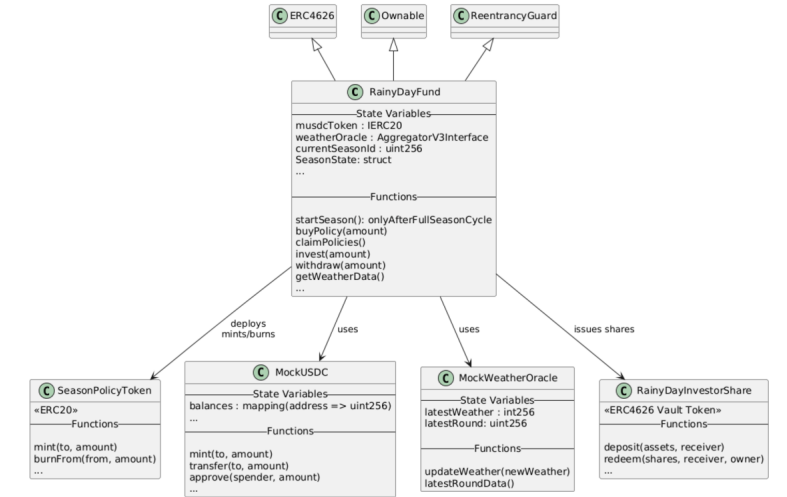 C ERC4626
C Ownable
C ReentrancyGuard
C RainyDayFund
State Variables
musdcToken : IERC20
weatherOracle : AggregatorV3Interface
currentSeasonId : uint256
SeasonState: struct
...
Functions
startSeason(): onlyAfterFullSeasonCycle
buyPolicy(amount)
claimPolicies()
invest(amount)
withdraw(amount)
getWeatherData()
...
deploys
mints/burns
uses
uses
issues shares
C SeasonPolicyToken
«ERC20»
Functions
mint(to, amount)
burnFrom(from, amount)
...
C MockUSDC
State Variables
balances : mapping(address => uint256)
...
Functions
mint(to, amount)
transfer(to, amount)
approve(spender, amount)
...
C MockWeatherOracle
State Variables
latestWeather : int256
latestRound: uint256
Functions
updateWeather(newWeather)
latestRoundData()
C RainyDayInvestorShare
«ERC4626 Vault Token»
Functions
deposit(assets, receiver)
redeem(shares, receiver, owner)
...